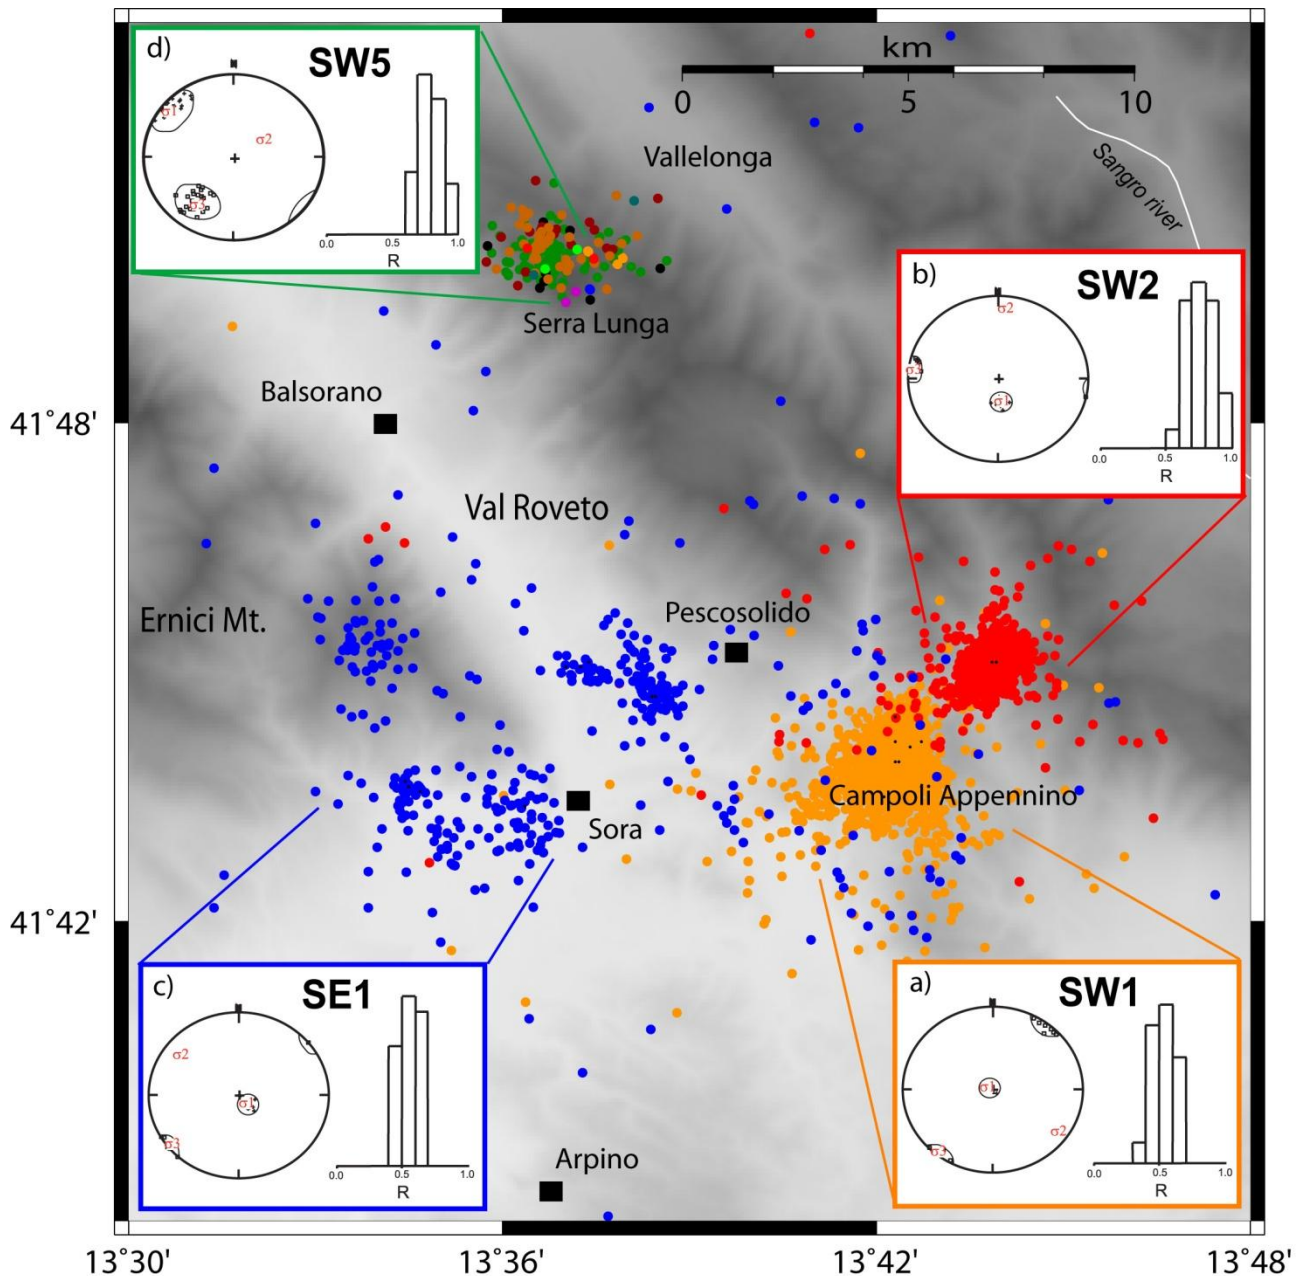 d)
SW5
N
σ1
σ2
σ3
0.0
0.5
1.0
R
km
0
5
10
Vallelonga
Sangro river
Serra Lunga
b)
SW2
N
σ2
σ3
σ1
0.0
0.5
1.0
R
Balsorano
41°48'
Val Roveto
Pescosolido
Ernici Mt.
Campoli Appennino
Sora
41°42'
c)
SE1
N
σ2
σ1
σ3
0.0
0.5
1.0
R
a)
SW1
N
σ1
σ2
σ3
0.0
0.5
1.0
R
Arpino
13°30'
13°36'
13°42'
13°48'